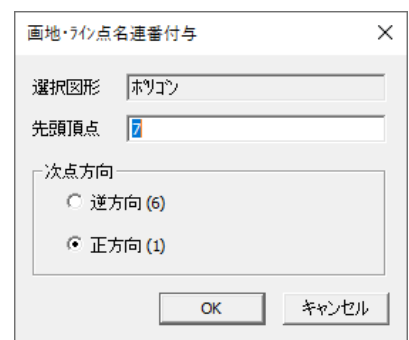 画地・ﾗｲﾝ点名連番付与
選択図形 ﾎﾟﾘｺﾞﾝ
先頭頂点 7
次点方向
逆方向 (6)
正方向 (1)
OK キャンセル